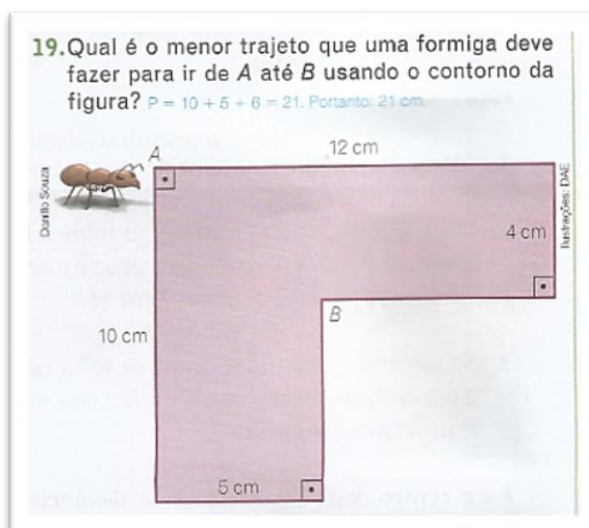 19. Qual é o menor trajeto que uma formiga deve
fazer para ir de A até B usando o contorno da
figura? P = 10 + 5 + 6 = 21. Portanto: 21 cm.
A
12 cm
Danillo Souza
Ilustrações: DAE
4 cm
B
10 cm
5 cm